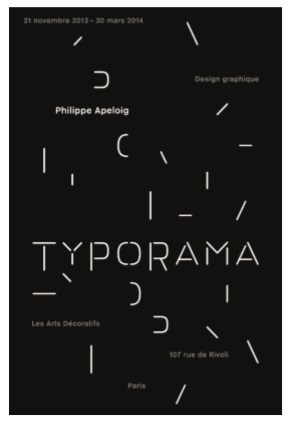 21 novembre 2013 – 30 mars 2014
Design graphique
Philippe Apeloig
TYPORAMA
Les Arts Décoratifs
107 rue de Rivoli
Paris